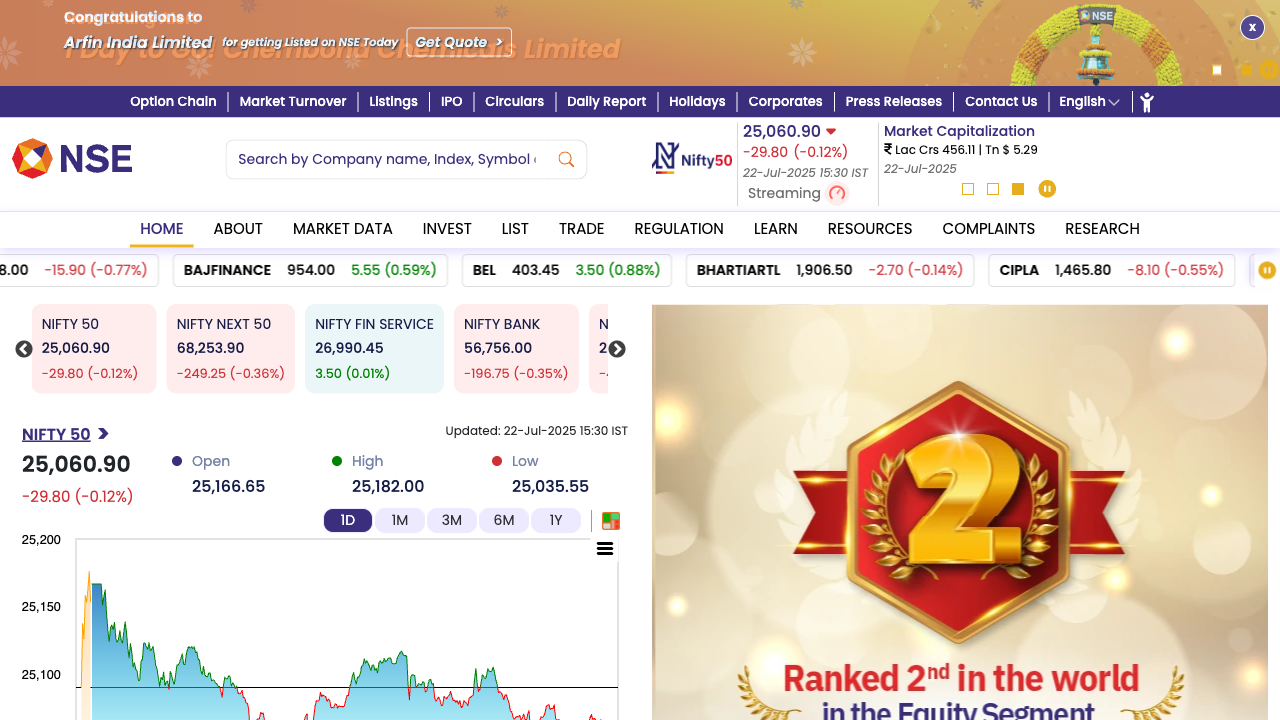 Congratulations to
Arfin India Limited for getting Listed on NSE Today Get Quote >
1 Day to Go: Chembond Chemicals Limited
NSE
x
Option Chain
Market Turnover
Listings
IPO
Circulars
Daily Report
Holidays
Corporates
Press Releases
Contact Us
English
NSE
Search by Company name, Index, Symbol
Nifty50
25,060.90
-29.80 (-0.12%)
22-Jul-2025 15:30 IST
Streaming
Market Capitalization
₹ Lac Crs 456.11 | Tn $ 5.29
22-Jul-2025
HOME
ABOUT
MARKET DATA
INVEST
LIST
TRADE
REGULATION
LEARN
RESOURCES
COMPLAINTS
RESEARCH
8.00 -15.90 (-0.77%)
BAJFINANCE 954.00 5.55 (0.59%)
BEL 403.45 3.50 (0.88%)
BHARTIARTL 1,906.50 -2.70 (-0.14%)
CIPLA 1,465.80 -8.10 (-0.55%)
NIFTY 50
25,060.90
-29.80 (-0.12%)
NIFTY NEXT 50
68,253.90
-249.25 (-0.36%)
NIFTY FIN SERVICE
26,990.45
3.50 (0.01%)
NIFTY BANK
56,756.00
-196.75 (-0.35%)
N
2
-
NIFTY 50
Updated: 22-Jul-2025 15:30 IST
25,060.90
-29.80 (-0.12%)
Open
25,166.65
High
25,182.00
Low
25,035.55
1D
1M
3M
6M
1Y
25,200
25,150
25,100
2
Ranked 2nd in the world
in the Equity Segment